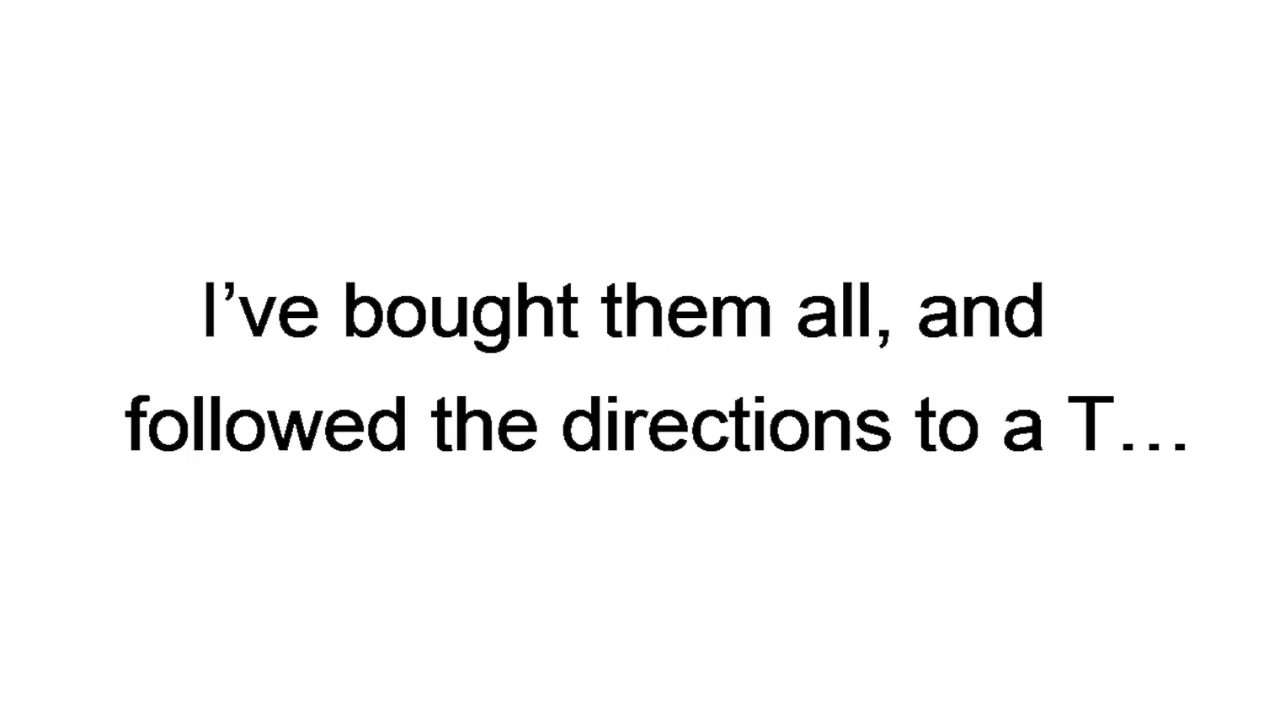 I’ve bought them all, and
followed the directions to a T…